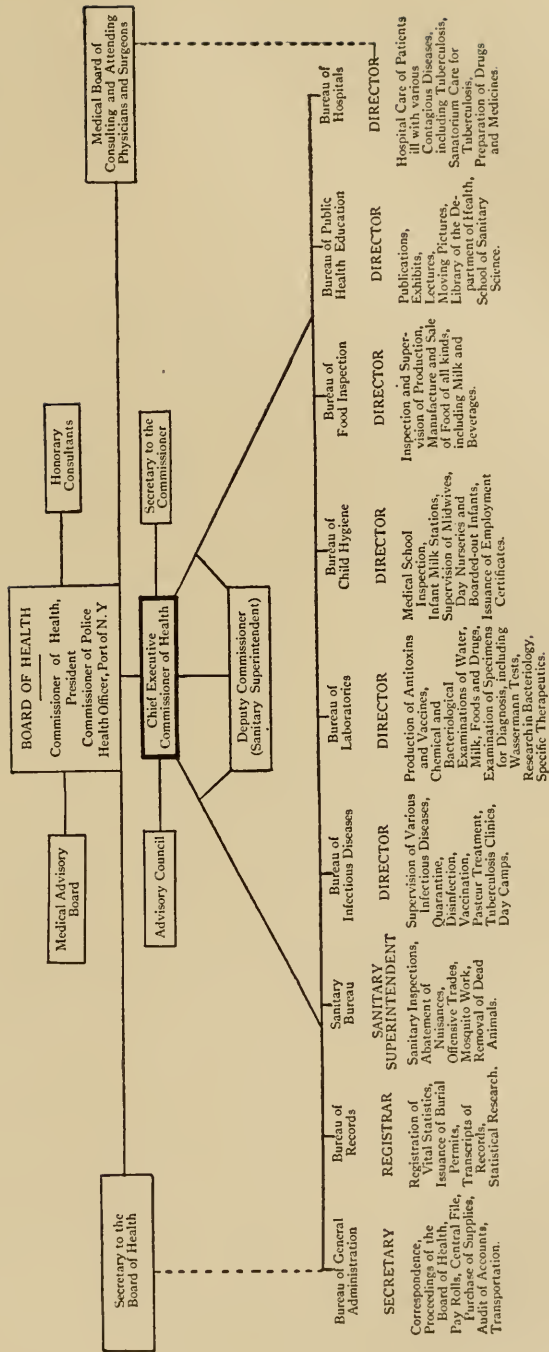 BOARD OF HEALTH
Commissioner of Health,
President
Commissioner of Police
Health Officer, Port of N. Y
Medical Advisory
Board
Honorary
Consultants
Secretary to the
Board of Health
Medical Board of
Consulting and Attending
Physicians and Surgeons
Advisory Council
Chief Executive
Commissioner of Health
Secretary to the
Commissioner
Deputy Commissioner
(Sanitary Superintendent)
Bureau of General
Administration
SECRETARY
Correspondence,
Proceedings of the
Board of Health,
Pay Rolls, Central File,
Purchase of Supplies,
Audit of Accounts,
Transportation.
Bureau of
Records
REGISTRAR
Registration of
Vital Statistics,
Issuance of Burial
Permits,
Transcripts of
Records,
Statistical Research.
Sanitary
Bureau
SANITARY
SUPERINTENDENT
Sanitary Inspections,
Abatement of
Nuisances,
Offensive Trades,
Mosquito Work,
Removal of Dead
Animals.
Bureau of
Infectious Diseases
DIRECTOR
Supervision of Various
Infectious Diseases,
Quarantine,
Disinfection,
Vaccination,
Pasteur Treatment,
Tuberculosis Clinics,
Day Camps.
Bureau of
Laboratories
DIRECTOR
Production of Antitoxins
and Vaccines,
Chemical and
Bacteriological
Examinations of Water,
Milk, Foods and Drugs,
Examination of Specimens
for Diagnosis, including
Wassermann Tests,
Research in Bacteriology,
Specific Therapeutics.
Bureau of
Child Hygiene
DIRECTOR
Medical School
Inspection,
Infant Milk Stations,
Supervision of Midwives,
Day Nurseries and
Boarded-out Infants,
Issuance of Employment
Certificates.
Bureau of
Food Inspection
DIRECTOR
Inspection and Super-
vision of Production,
Manufacture and Sale
of Food of all kinds,
including Milk and
Beverages.
Bureau of Public
Health Education
DIRECTOR
Publications,
Exhibits,
Lectures,
Moving Pictures,
Library of the De-
partment of Health,
School of Sanitary
Science.
Bureau of
Hospitals
DIRECTOR
Hospital Care of Patients
ill with various
Contagious Diseases,
including Tuberculosis,
Sanatorium Care for
Tuberculosis,
Preparation of Drugs
and Medicines.